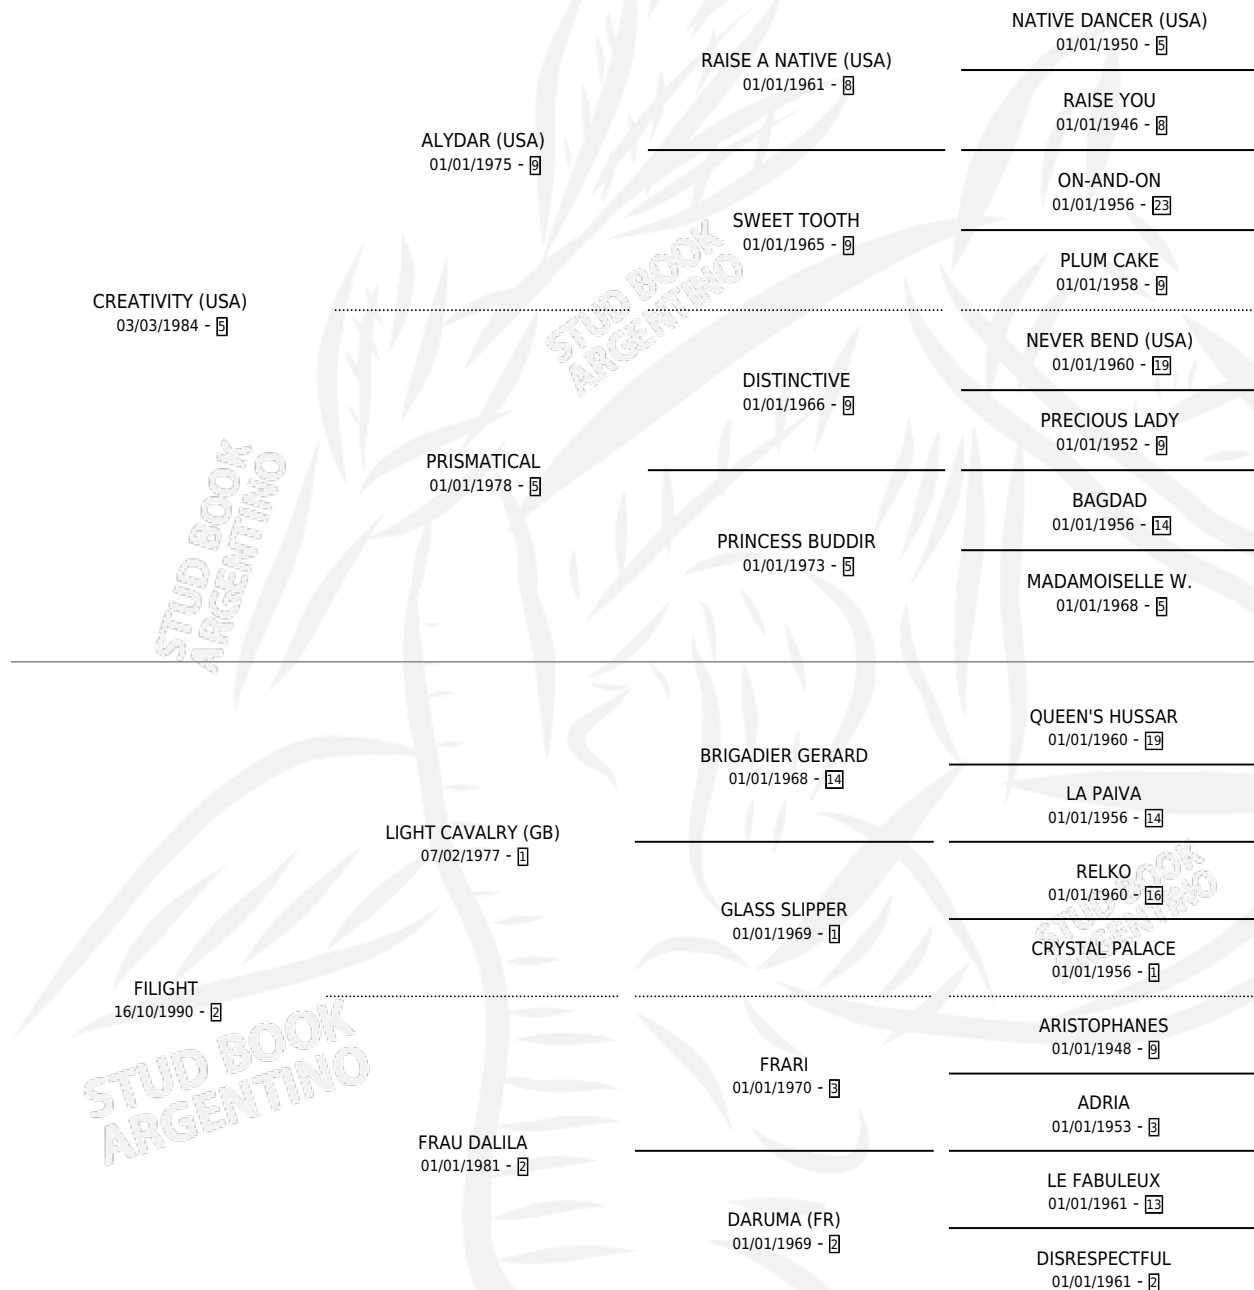 NATIVE DANCER (USA)
01/01/1950 - 5
RAISE A NATIVE (USA)
01/01/1961 - 8
RAISE YOU
01/01/1946 - 8
ALYDAR (USA)
01/01/1975 - 9
ON-AND-ON
01/01/1956 - 23
SWEET TOOTH
01/01/1965 - 9
PLUM CAKE
01/01/1958 - 9
CREATIVITY (USA)
03/03/1984 - 5
STUD BOOK
ARGENTINO
NEVER BEND (USA)
01/01/1960 - 19
DISTINCTIVE
01/01/1966 - 9
PRECIOUS LADY
01/01/1952 - 9
PRISMATICAL
01/01/1978 - 5
BAGDAD
01/01/1956 - 14
PRINCESS BUDDIR
01/01/1973 - 5
MADAMOISELLE W.
01/01/1968 - 5
STUD BOOK
ARGENTINO
QUEEN'S HUSSAR
01/01/1960 - 19
BRIGADIER GERARD
01/01/1968 - 14
LA PAIVA
01/01/1956 - 14
LIGHT CAVALRY (GB)
07/02/1977 - 1
RELKO
01/01/1960 - 16
GLASS SLIPPER
01/01/1969 - 1
CRYSTAL PALACE
01/01/1956 - 1
STUD BOOK
ARGENTINO
FILIGHT
16/10/1990 - 2
ARISTOPHANES
01/01/1948 - 9
FRARI
01/01/1970 - 3
ADRIA
01/01/1953 - 3
FRAU DALILA
01/01/1981 - 2
LE FABULEUX
01/01/1961 - 13
DARUMA (FR)
01/01/1969 - 2
DISRESPECTFUL
01/01/1961 - 2
STUD BOOK
ARGENTINO